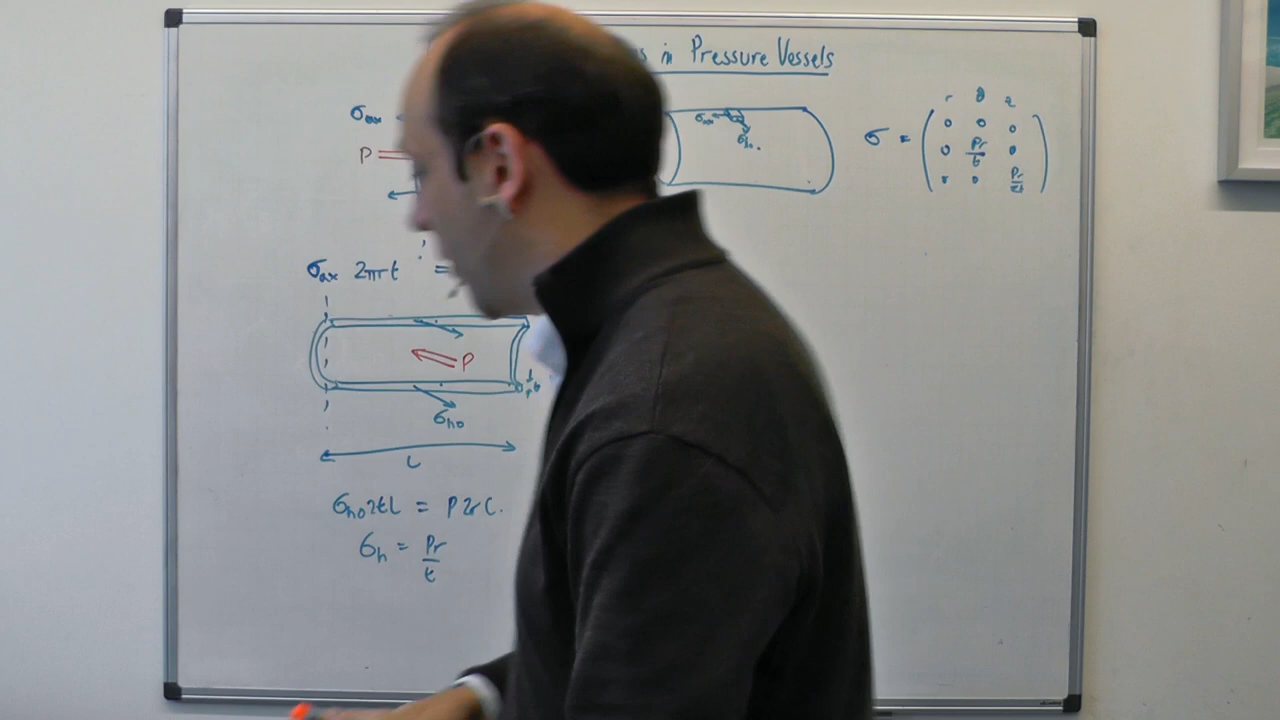 in Pressure Vessels
σax
P
σax 2πrt =
P
σho
L
σho 2tL = P2rL.
σh = Pr/t
σax
σh.
r θ z
σ = ( 0 0 0
0 Pr/t 0
0 0 Pr/2t )